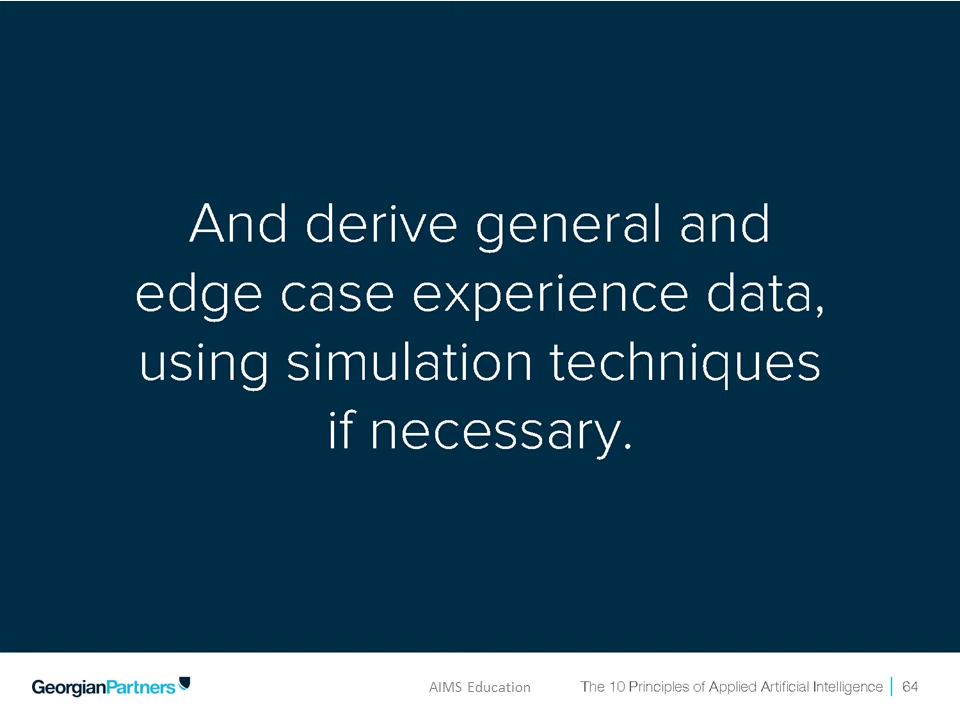 And derive general and
edge case experience data,
using simulation techniques
if necessary.
GeorgianPartners
AIMS Education
The 10 Principles of Applied Artificial Intelligence | 64